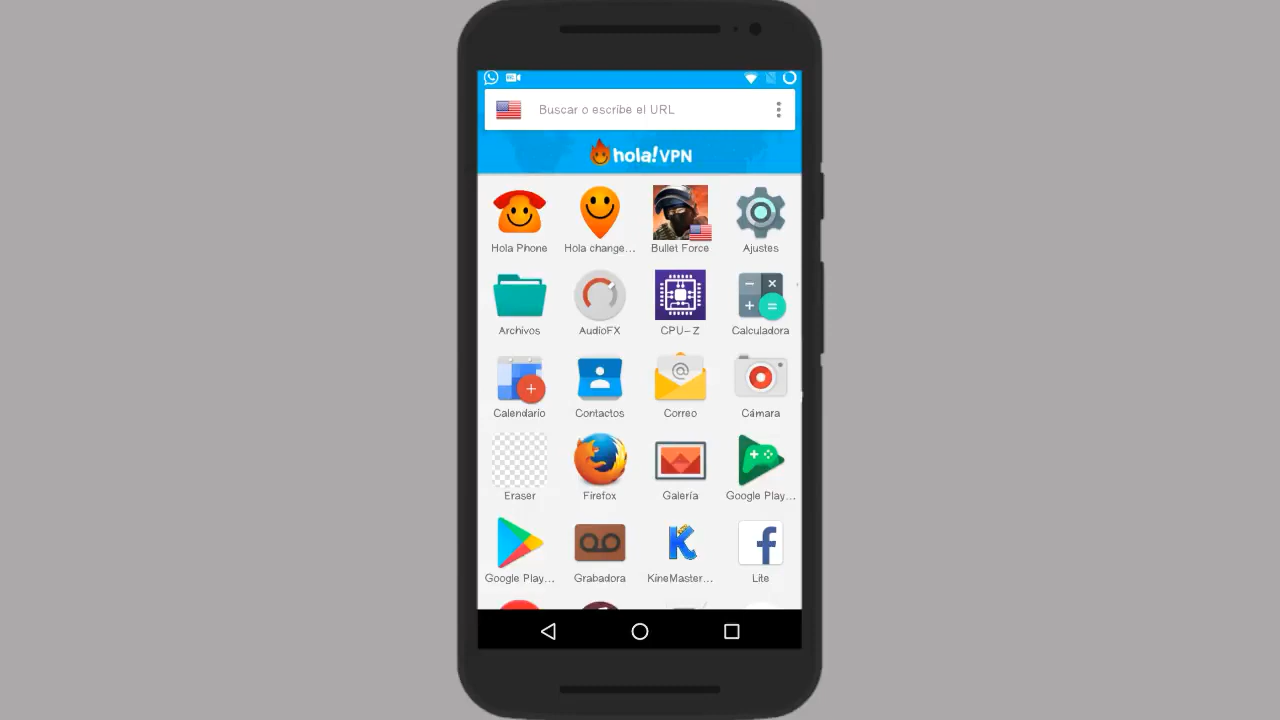 Buscar o escribe el URL
hola!VPN
Hola Phone
Hola change...
Bullet Force
Ajustes
Archivos
AudioFX
CPU-Z
Calculadora
Calendario
Contactos
Correo
Cámara
Eraser
Firefox
Galería
Google Play...
Google Play...
Grabadora
KineMaster...
Lite